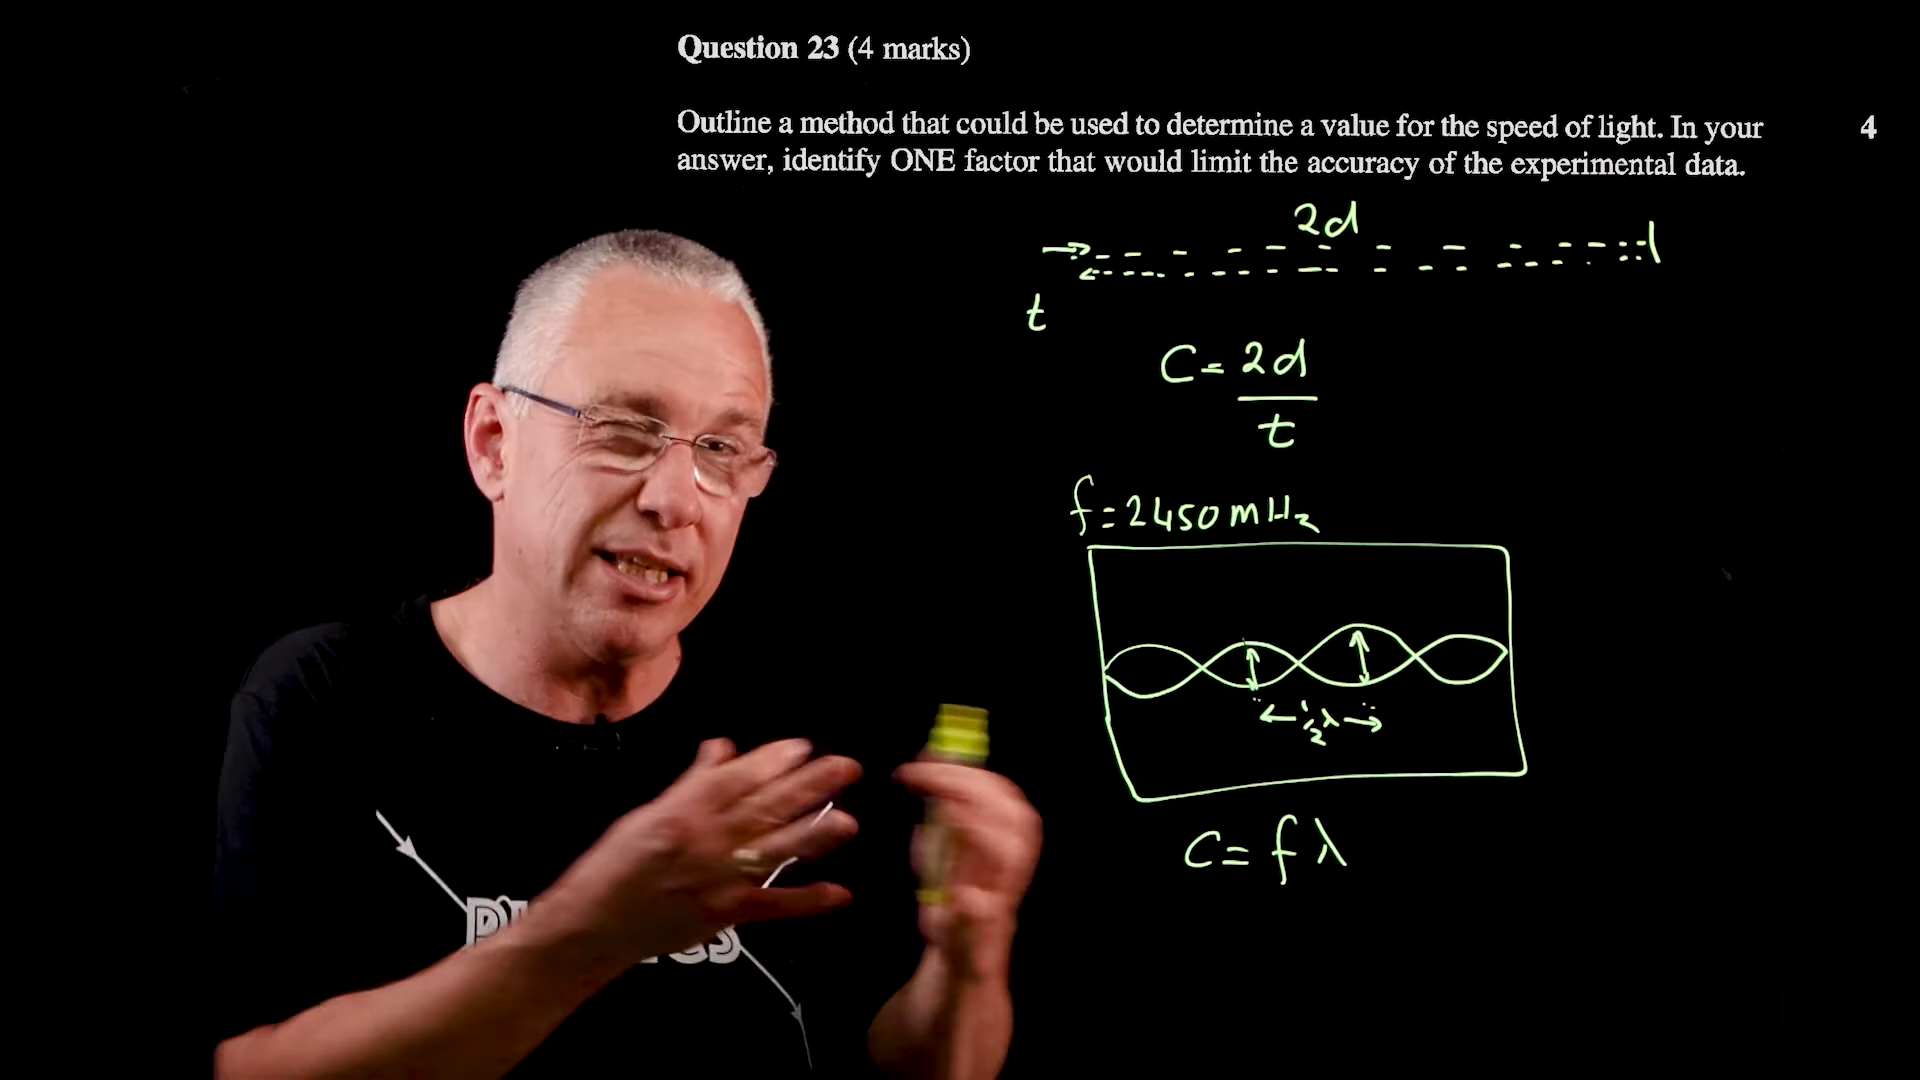 Question 23 (4 marks)
Outline a method that could be used to determine a value for the speed of light. In your 4
answer, identify ONE factor that would limit the accuracy of the experimental data.
2d
t
C = 2d
t
f = 2450 mHz
1/2 λ
C = f λ